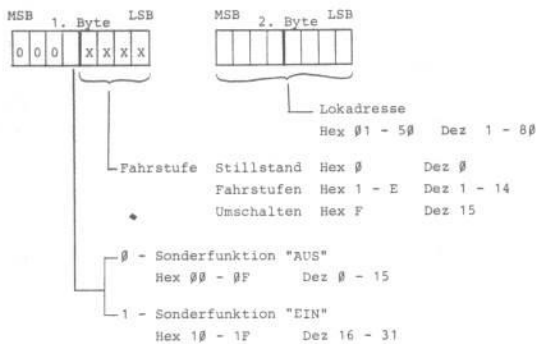 MSB 1. Byte LSB
MSB 2. Byte LSB
0 0 0 X X X X
Lokadresse
Hex Ø1 - 5Ø Dez 1 - 8Ø
Fahrstufe Stillstand Hex Ø Dez Ø
Fahrstufen Hex 1 - E Dez 1 - 14
Umschalten Hex F Dez 15
Ø - Sonderfunktion "AUS"
Hex ØØ - ØF Dez Ø - 15
1 - Sonderfunktion "EIN"
Hex 1Ø - 1F Dez 16 - 31